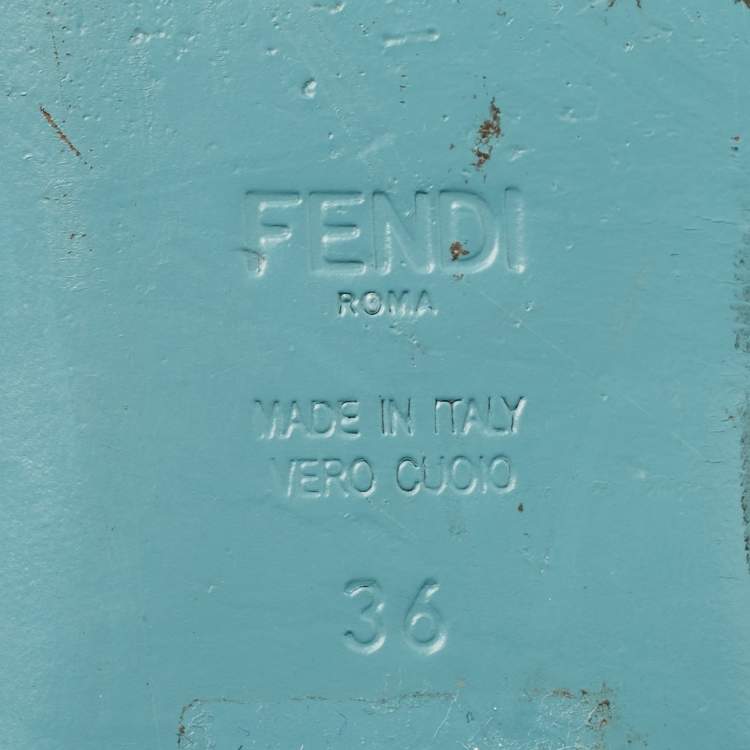 FENDI
ROMA
MADE IN ITALY
VERO CUOIO
36